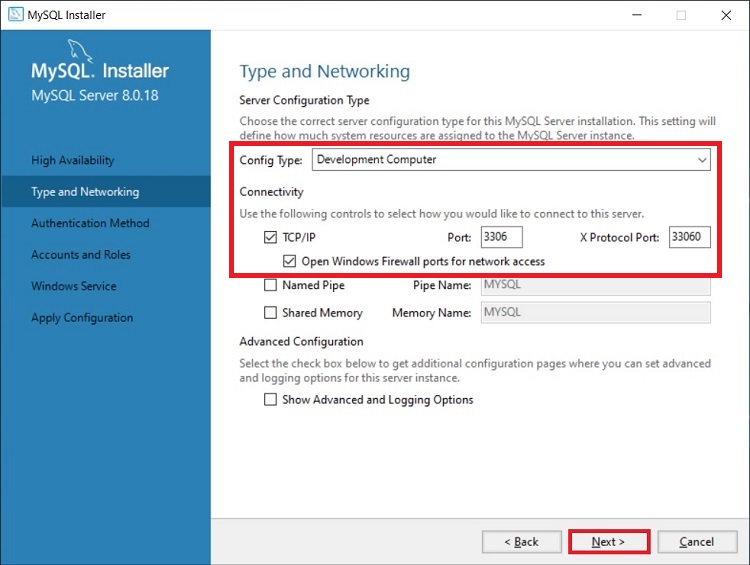 MySQL Installer
MySQL. Installer
MySQL Server 8.0.18
High Availability
Type and Networking
Authentication Method
Accounts and Roles
Windows Service
Apply Configuration
Type and Networking
Server Configuration Type
Choose the correct server configuration type for this MySQL Server installation. This setting will
define how much system resources are assigned to the MySQL Server instance.
Config Type: Development Computer
Connectivity
Use the following controls to select how you would like to connect to this server.
TCP/IP Port: 3306 X Protocol Port: 33060
Open Windows Firewall ports for network access
Named Pipe Pipe Name: MYSQL
Shared Memory Memory Name: MYSQL
Advanced Configuration
Select the check box below to get additional configuration pages where you can set advanced
and logging options for this server instance.
Show Advanced and Logging Options
< Back Next > Cancel